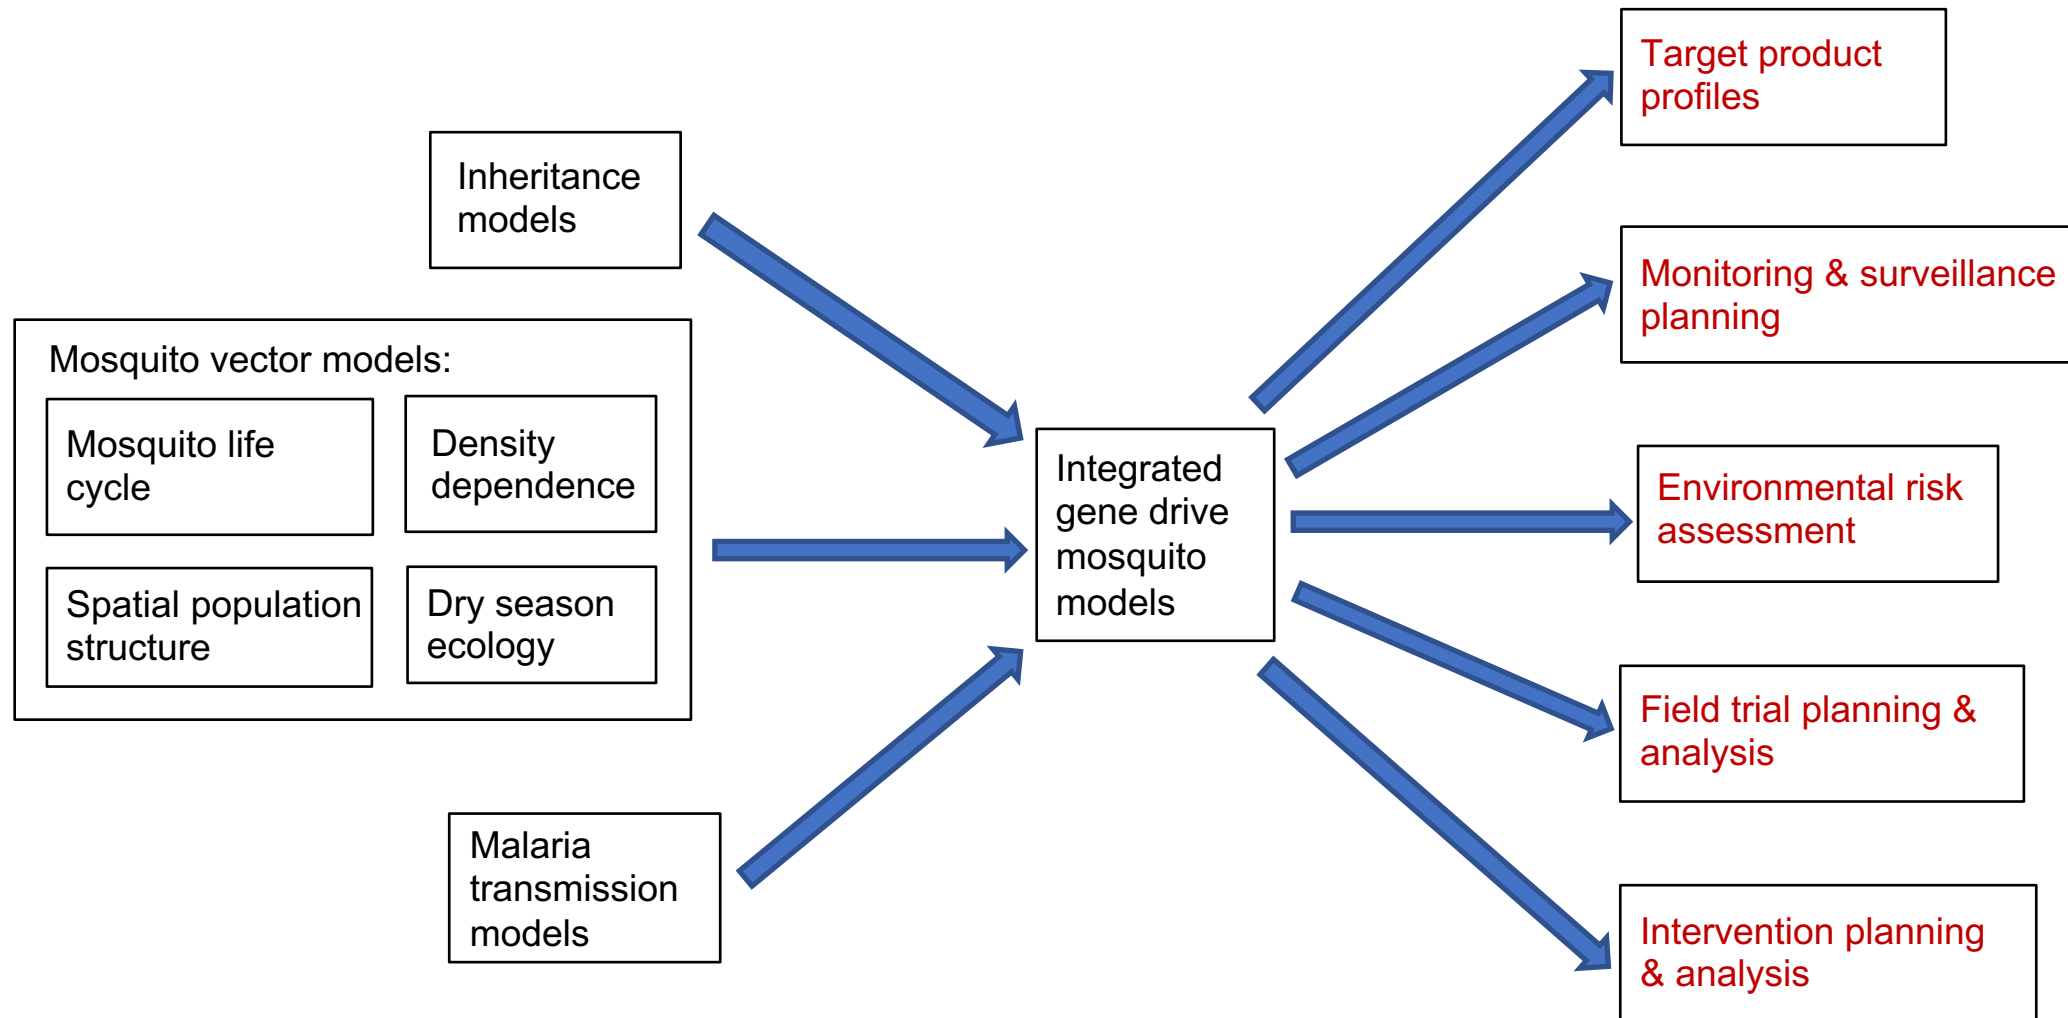 Inheritance
models
Mosquito vector models:
Mosquito life
cycle
Density
dependence
Spatial population
structure
Dry season
ecology
Malaria
transmission
models
Integrated
gene drive
mosquito
models
Target product
profiles
Monitoring & surveillance
planning
Environmental risk
assessment
Field trial planning &
analysis
Intervention planning
& analysis